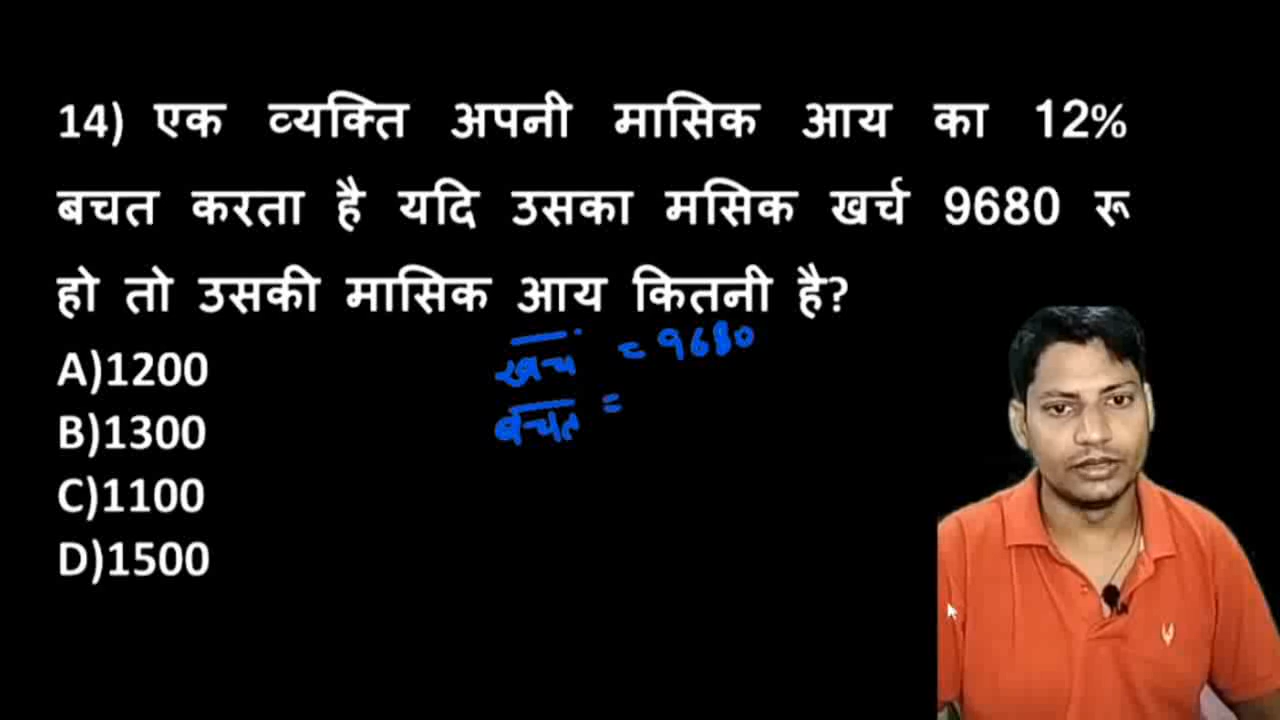 14) एक व्यक्ति अपनी मासिक आय का 12%
बचत करता है यदि उसका मसिक खर्च 9680 रू
हो तो उसकी मासिक आय कितनी है?
खर्च = 9680
बचत =
A)1200
B)1300
C)1100
D)1500